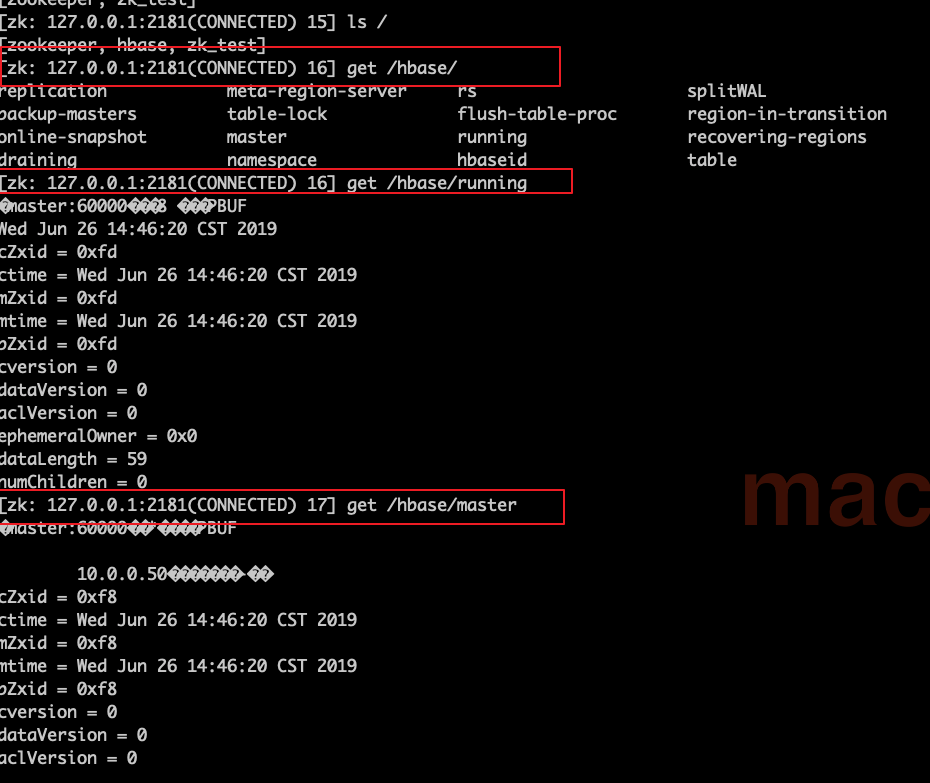 [zookeeper, zk_test]
[zk: 127.0.0.1:2181(CONNECTED) 15] ls /
[zookeeper, hbase, zk_test]
[zk: 127.0.0.1:2181(CONNECTED) 16] get /hbase/
replication meta-region-server rs splitWAL
backup-masters table-lock flush-table-proc region-in-transition
online-snapshot master running recovering-regions
draining namespace hbaseid table
[zk: 127.0.0.1:2181(CONNECTED) 16] get /hbase/running
�master:60000���8 ���PBUF
Wed Jun 26 14:46:20 CST 2019
cZxid = 0xfd
ctime = Wed Jun 26 14:46:20 CST 2019
mZxid = 0xfd
mtime = Wed Jun 26 14:46:20 CST 2019
pZxid = 0xfd
cversion = 0
dataVersion = 0
aclVersion = 0
ephemeralOwner = 0x0
dataLength = 59
numChildren = 0
[zk: 127.0.0.1:2181(CONNECTED) 17] get /hbase/master
�master:60000��*����PBUF
10.0.0.50�������-��
cZxid = 0xf8
ctime = Wed Jun 26 14:46:20 CST 2019
mZxid = 0xf8
mtime = Wed Jun 26 14:46:20 CST 2019
pZxid = 0xf8
cversion = 0
dataVersion = 0
aclVersion = 0
mac